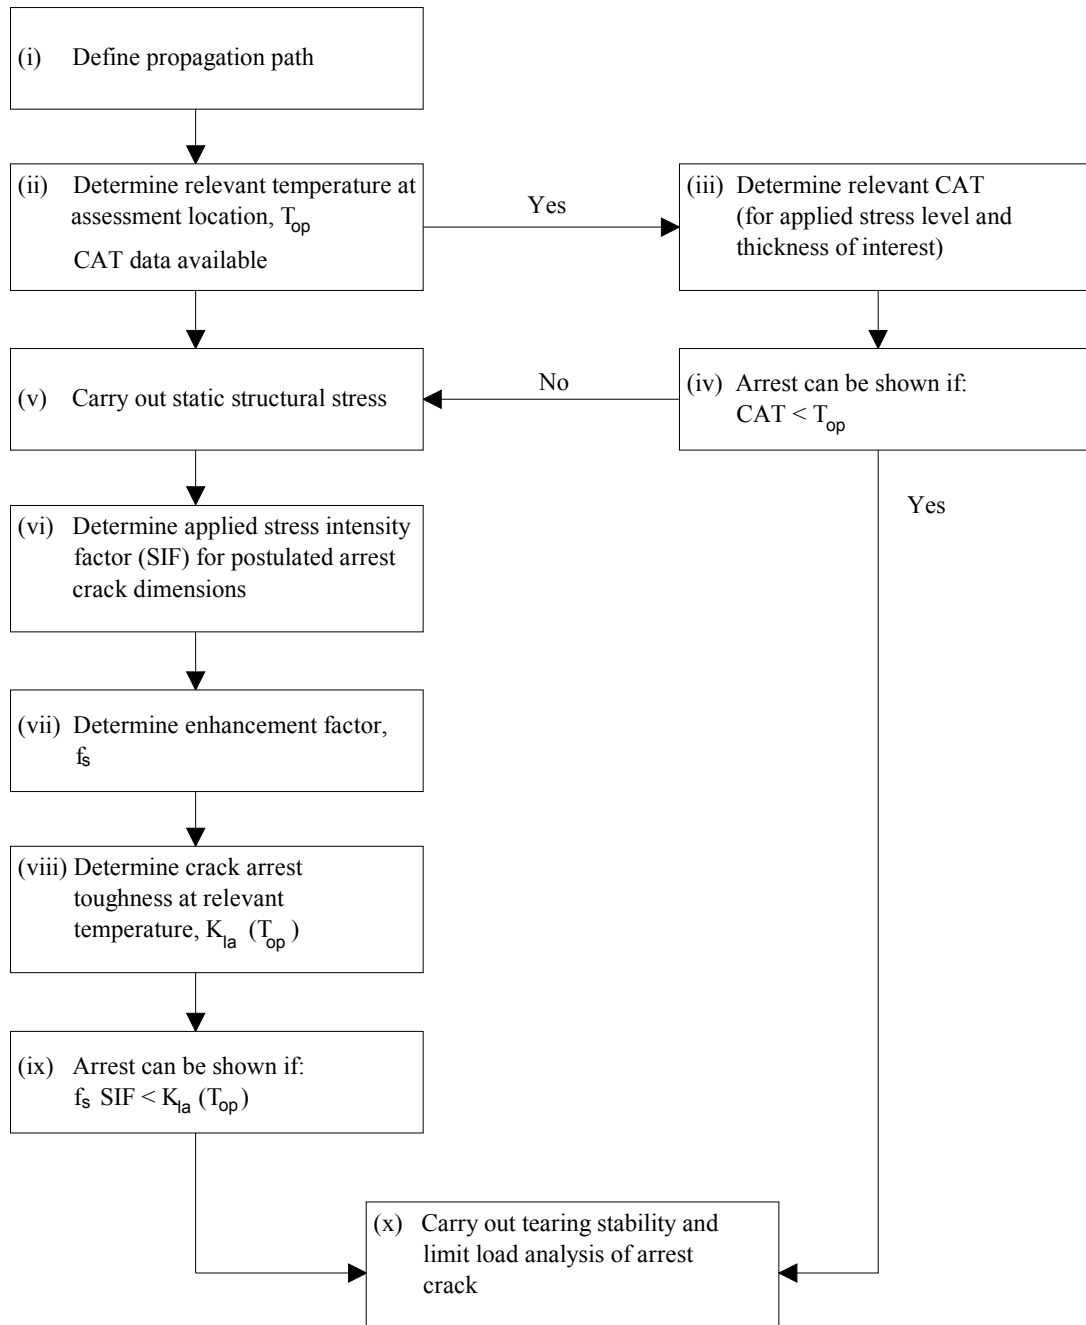 (i) Define propagation path
(ii) Determine relevant temperature at
assessment location, Top
CAT data available
Yes
(iii) Determine relevant CAT
(for applied stress level and
thickness of interest)
(iv) Arrest can be shown if:
CAT < Top
No
Yes
(v) Carry out static structural stress
(vi) Determine applied stress intensity
factor (SIF) for postulated arrest
crack dimensions
(vii) Determine enhancement factor,
fs
(viii) Determine crack arrest
toughness at relevant
temperature, KIa (Top)
(ix) Arrest can be shown if:
fs SIF < KIa (Top)
(x) Carry out tearing stability and
limit load analysis of arrest
crack